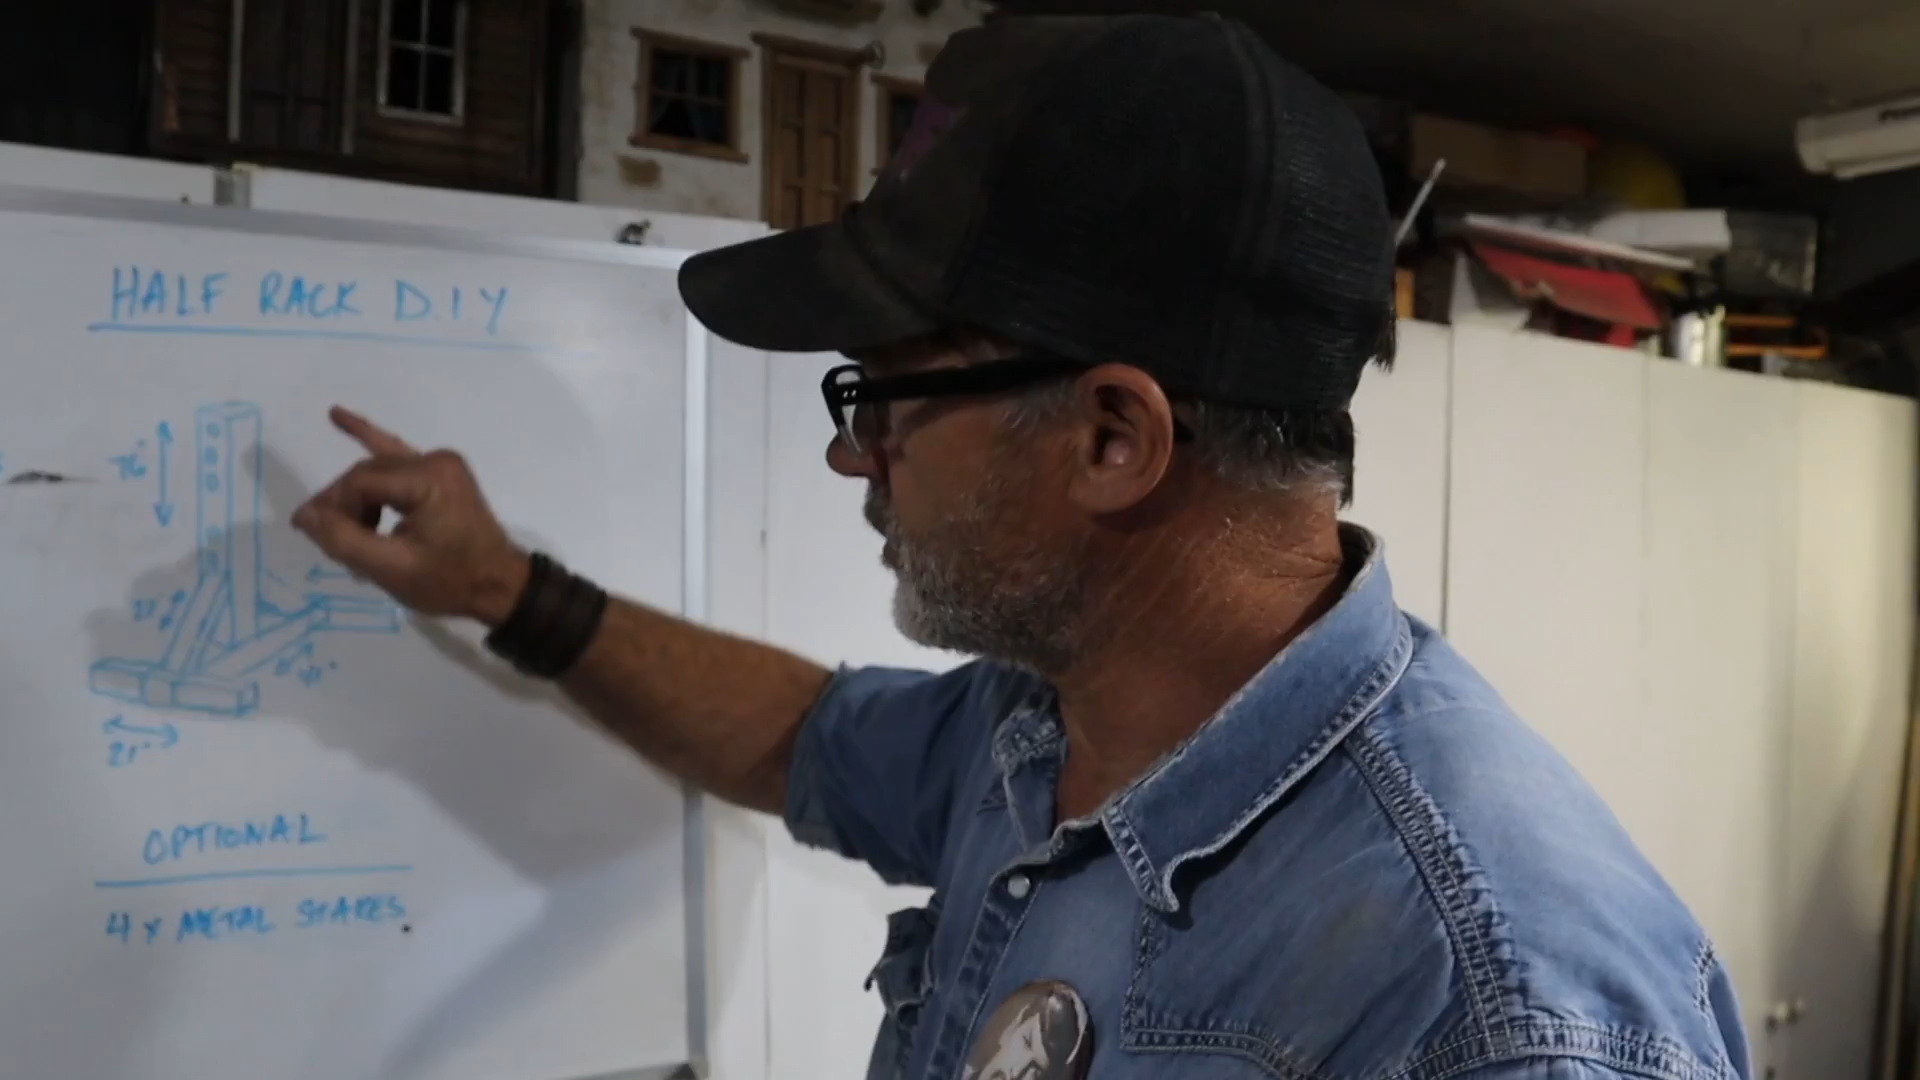 HALF RACK D.I.Y
76"
21"
OPTIONAL
4 x METAL STAKES.